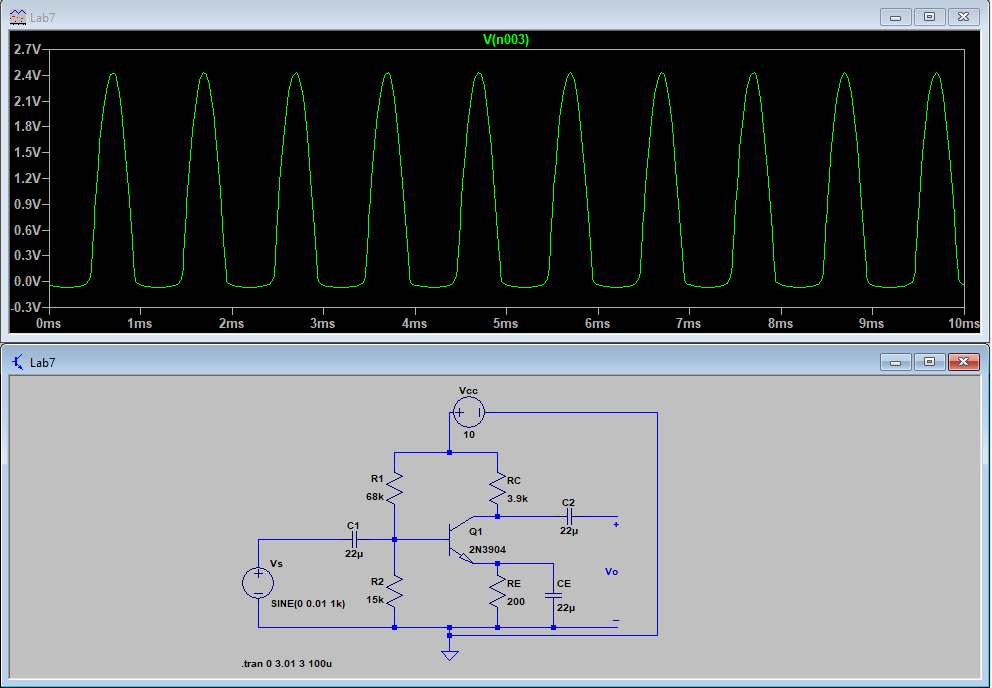 Lab7
V(n003)
2.7V
2.4V
2.1V
1.8V
1.5V
1.2V
0.9V
0.6V
0.3V
0.0V
-0.3V
0ms 1ms 2ms 3ms 4ms 5ms 6ms 7ms 8ms 9ms 10ms
Lab7
Vcc
10
R1
68k
RC
3.9k
C2
22µ
+
C1
22µ
Q1
2N3904
Vs
SINE(0 0.01 1k)
R2
15k
RE
200
CE
22µ
Vo
−
.tran 0 3.01 3 100u